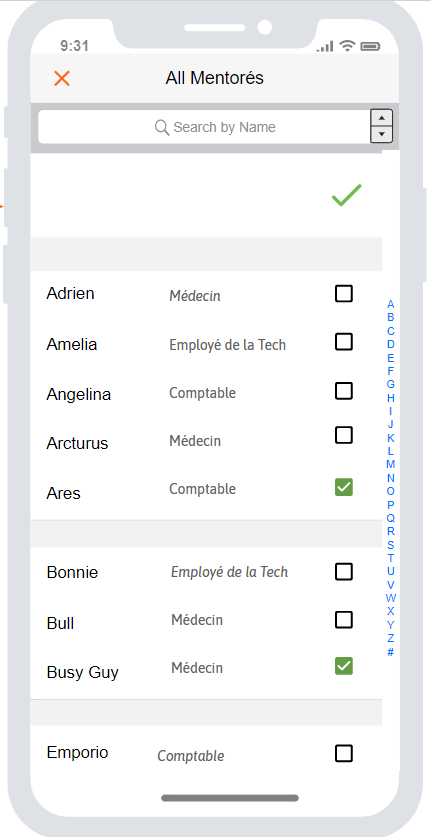 9:31
All Mentorés
Search by Name
Adrien Médecin
Amelia Employé de la Tech
Angelina Comptable
Arcturus Médecin
Ares Comptable
Bonnie Employé de la Tech
Bull Médecin
Busy Guy Médecin
Emporio Comptable
A
B
C
D
E
F
G
H
I
J
K
L
M
N
O
P
Q
R
S
T
U
V
W
X
Y
Z
#